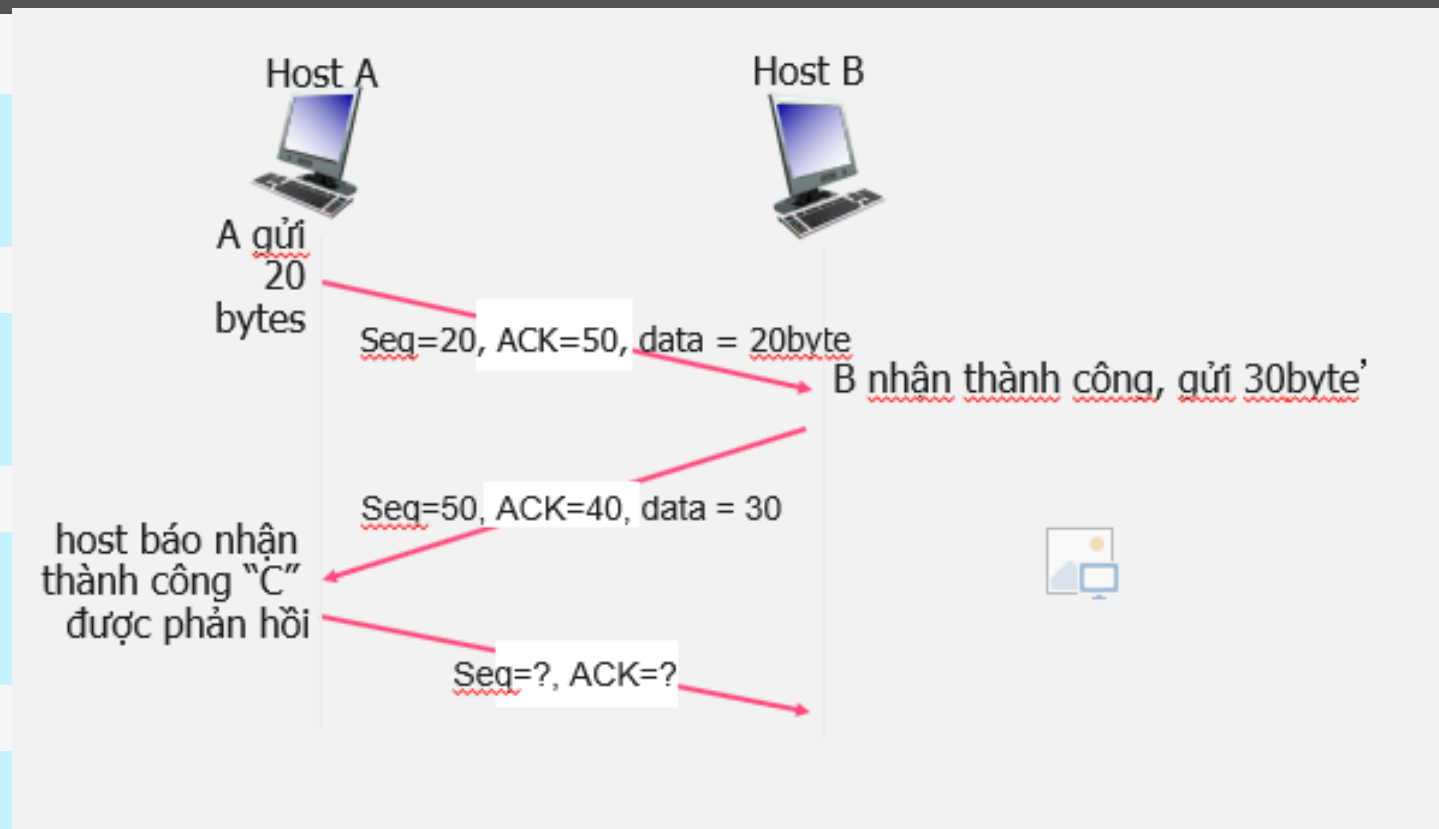 Host A
Host B
A gửi
20
bytes
Seq=20, ACK=50, data = 20byte
B nhận thành công, gửi 30byte’
Seq=50, ACK=40, data = 30
host báo nhận
thành công “C”
được phản hồi
Seq=?, ACK=?